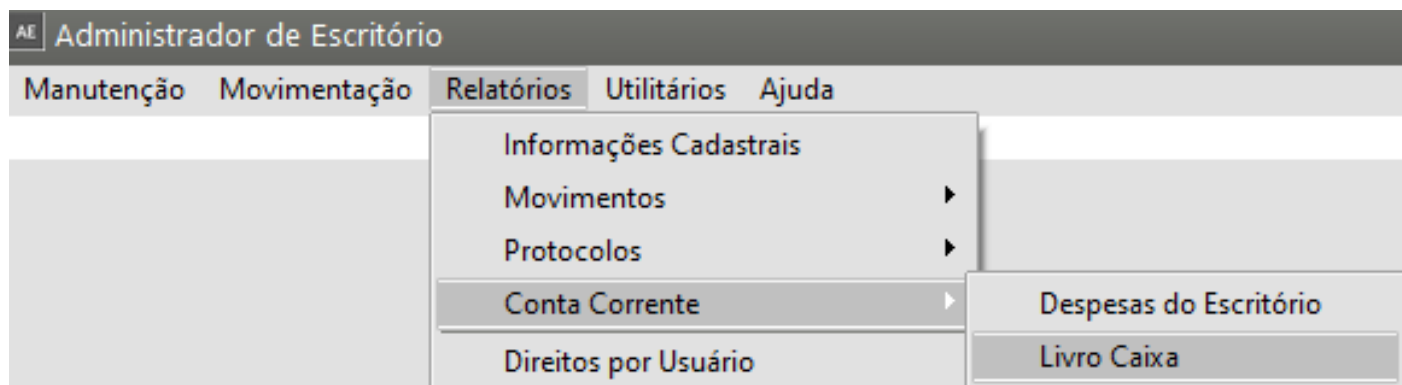 AE Administrador de Escritório
Manutenção Movimentação Relatórios Utilitários Ajuda
Informações Cadastrais
Movimentos
Protocolos
Conta Corrente
Despesas do Escritório
Livro Caixa
Direitos por Usuário